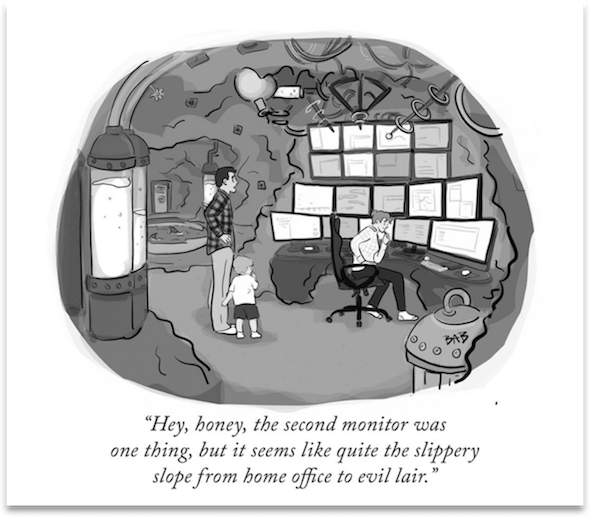 BAB
“Hey, honey, the second monitor was
one thing, but it seems like quite the slippery
slope from home office to evil lair.”